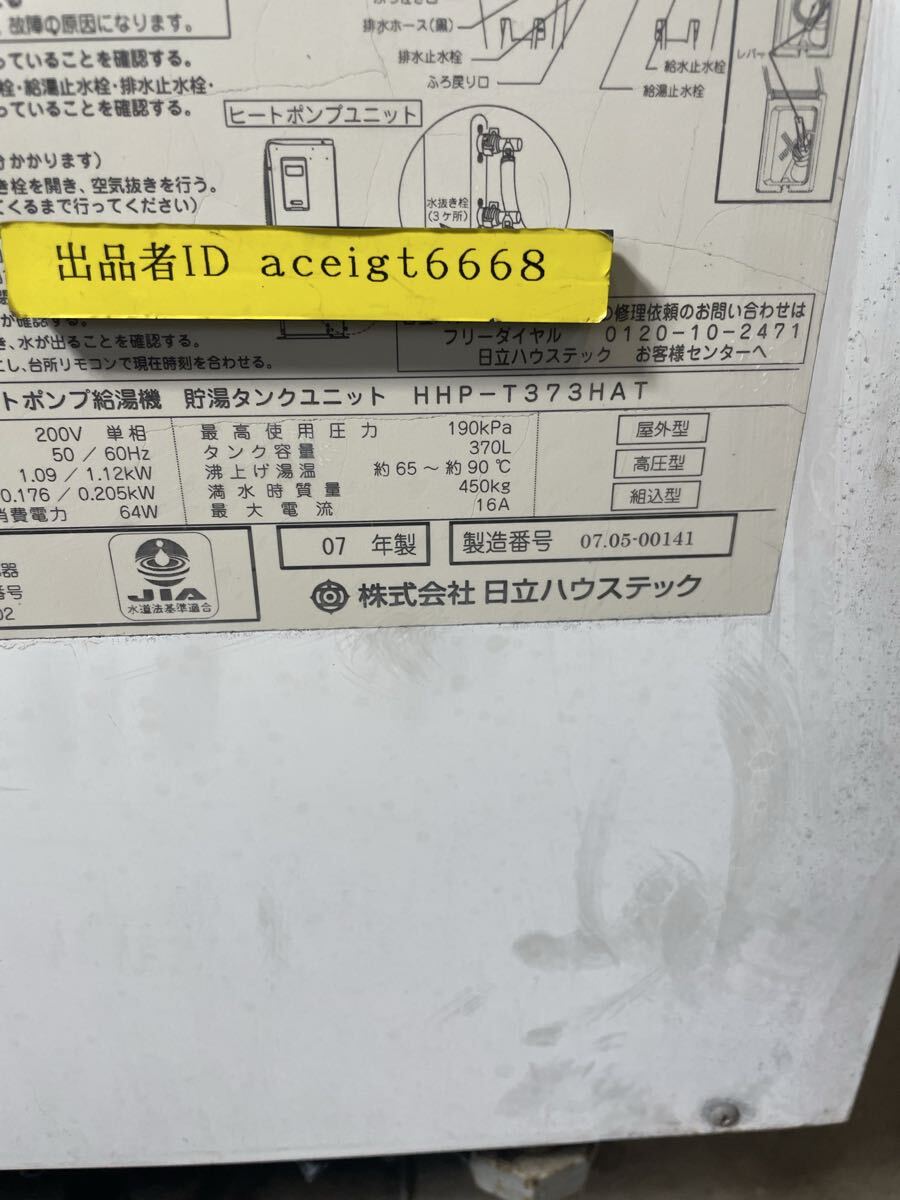 故障の原因になります。
っていることを確認する。
栓・給湯止水栓・排水止水栓・
っていることを確認する。
分かかります)
き栓を開き、空気抜きを行う。
くるまで行ってください)
排水ホース(黒)
排水止水栓
ふろ戻り口
給水止水栓
給湯止水栓
レバー
ヒートポンプユニット
水抜き栓
(3ヶ所)
出品者ID aceigt6668
が確認する。
き、水が出ることを確認する。
こし、台所リモコンで現在時刻を合わせる。
の修理依頼のお問い合わせは
フリーダイヤル 0120-10-2471
日立ハウステック お客様センターへ
トポンプ給湯機 貯湯タンクユニット HHP-T373HAT
200V 単相
50/60Hz
1.09/1.12kW
0.176/0.205kW
消費電力 64W
最高使用圧力 190kPa
タンク容量 370L
沸上げ湯温 約65~約90℃
満水時質量 450kg
最大電流 16A
屋外型
高圧型
組込型
器
番号
02
JIA
水道法基準適合
07 年製
製造番号 07.05-00141
株式会社 日立ハウステック